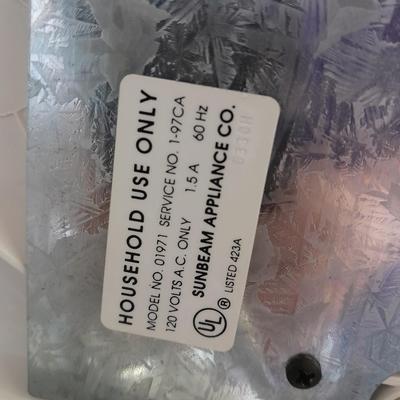 HOUSEHOLD USE ONLY
MODEL NO. 01971 SERVICE NO. 1-97CA
120 VOLTS A.C. ONLY 1.5 A 60 Hz
SUNBEAM APPLIANCE CO.
UL ® LISTED 423A